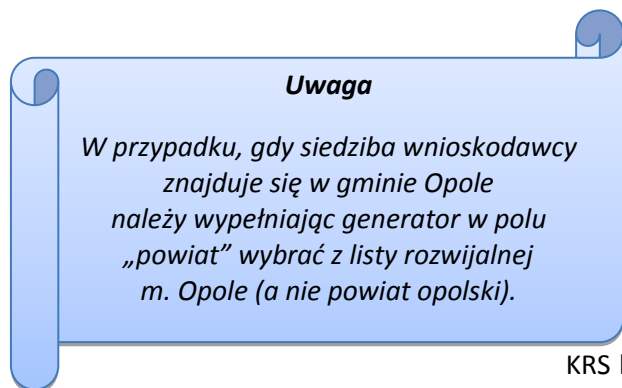 Uwaga
W przypadku, gdy siedziba wnioskodawcy
znajduje się w gminie Opole
należy wypełniając generator w polu
„powiat” wybrać z listy rozwijalnej
m. Opole (a nie powiat opolski).
KRS